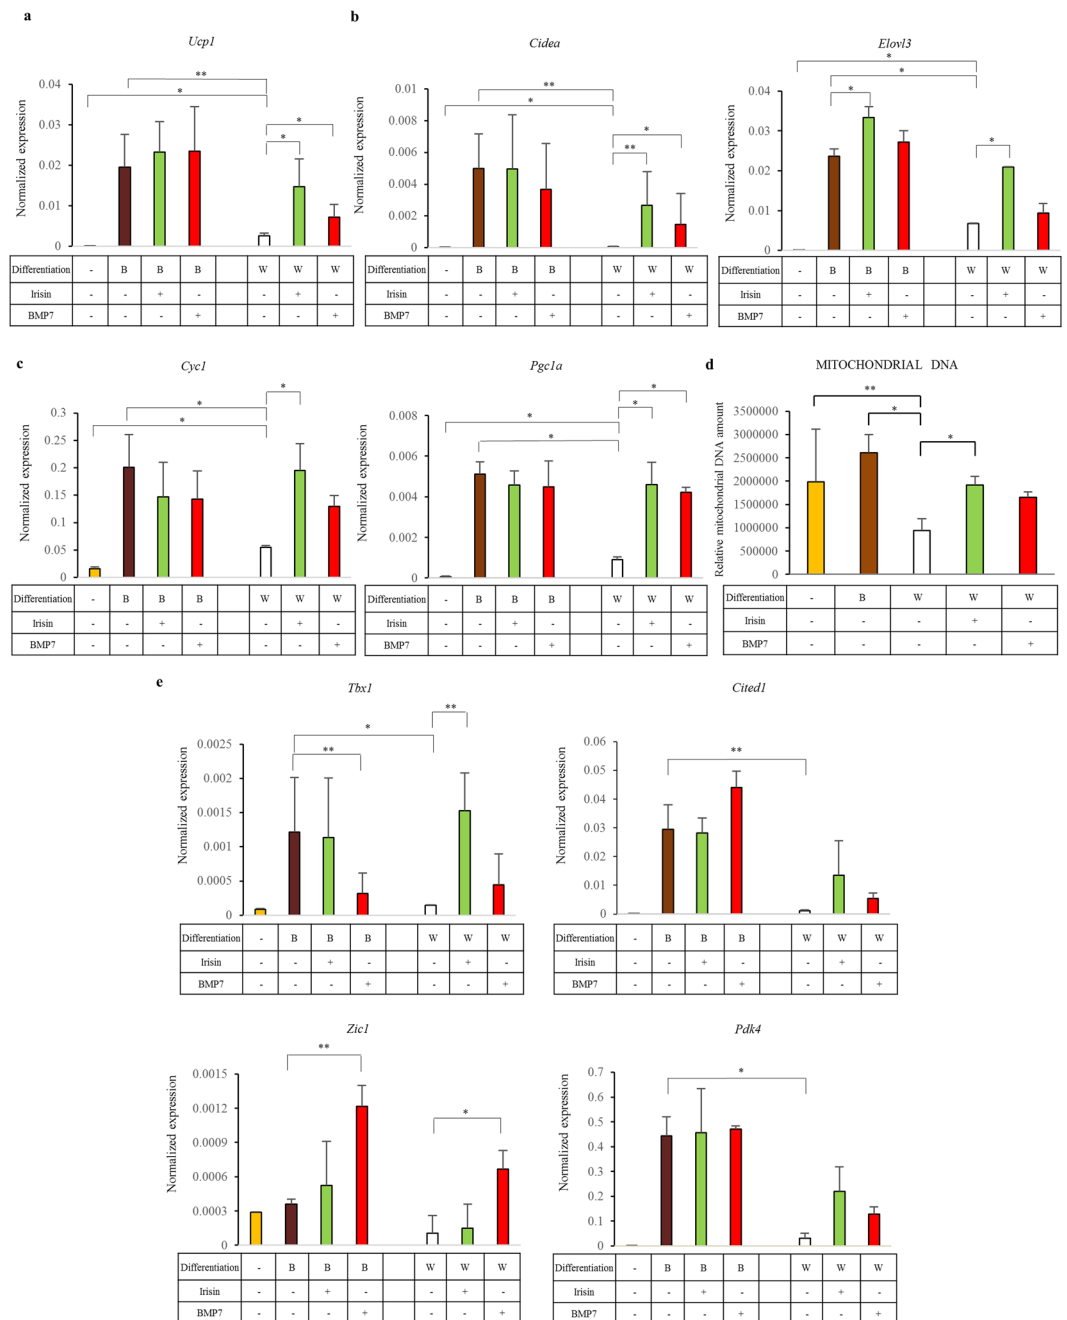 a
b
Ucp1
Cidea
Elovl3
** * * *
** * * **
* * * *
Normalized expression
0.04
0.03
0.02
0.01
0
Normalized expression
0.01
0.008
0.006
0.004
0.002
0
Normalized expression
0.04
0.03
0.02
0.01
0
Differentiation - B B B W W W
Irisin - - + - - + -
BMP7 - - - + - - +
Differentiation - B B B W W W
Irisin - - + - - + -
BMP7 - - - + - - +
Differentiation - B B B W W W
Irisin - - + - - + -
BMP7 - - - + - - +
c
d
Cyc1
Pgc1a
MITOCHONDRIAL DNA
* * *
* * * *
** * *
Normalized expression
0.3
0.25
0.2
0.15
0.1
0.05
0
Normalized expression
0.008
0.006
0.004
0.002
0
Relative mitochondrial DNA amount
3500000
3000000
2500000
2000000
1500000
1000000
500000
0
Differentiation - B B B W W W
Irisin - - + - - + -
BMP7 - - - + - - +
Differentiation - B B B W W W
Irisin - - + - - + -
BMP7 - - - + - - +
Differentiation - B W W W
Irisin - - - + -
BMP7 - - - - +
e
Tbx1
Cited1
** * **
**
Normalized expression
0.0025
0.002
0.0015
0.001
0.0005
0
Normalized expression
0.06
0.05
0.04
0.03
0.02
0.01
0
Differentiation - B B B W W W
Irisin - - + - - + -
BMP7 - - - + - - +
Differentiation - B B B W W W
Irisin - - + - - + -
BMP7 - - - + - - +
Zic1
Pdk4
** *
*
Normalized expression
0.0015
0.0012
0.0009
0.0006
0.0003
0
Normalized expression
0.7
0.6
0.5
0.4
0.3
0.2
0.1
0
Differentiation - B B B W W W
Irisin - - + - - + -
BMP7 - - - + - - +
Differentiation - B B B W W W
Irisin - - + - - + -
BMP7 - - - + - - +